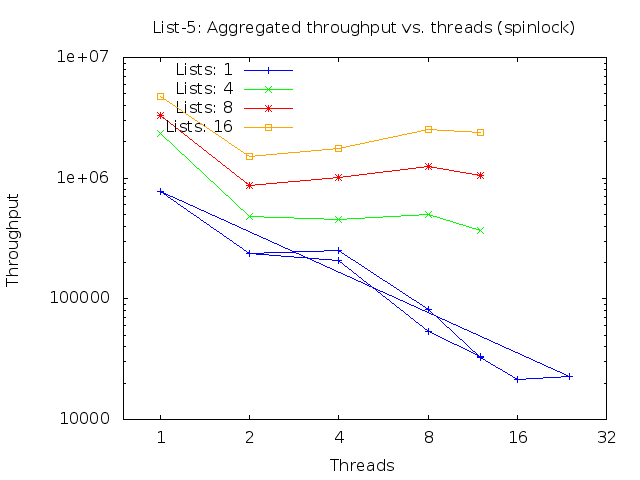 List-5: Aggregated throughput vs. threads (spinlock)
1e+07
Lists: 1
Lists: 4
Lists: 8
Lists: 16
1e+06
Throughput
100000
10000
1 2 4 8 16 32
Threads